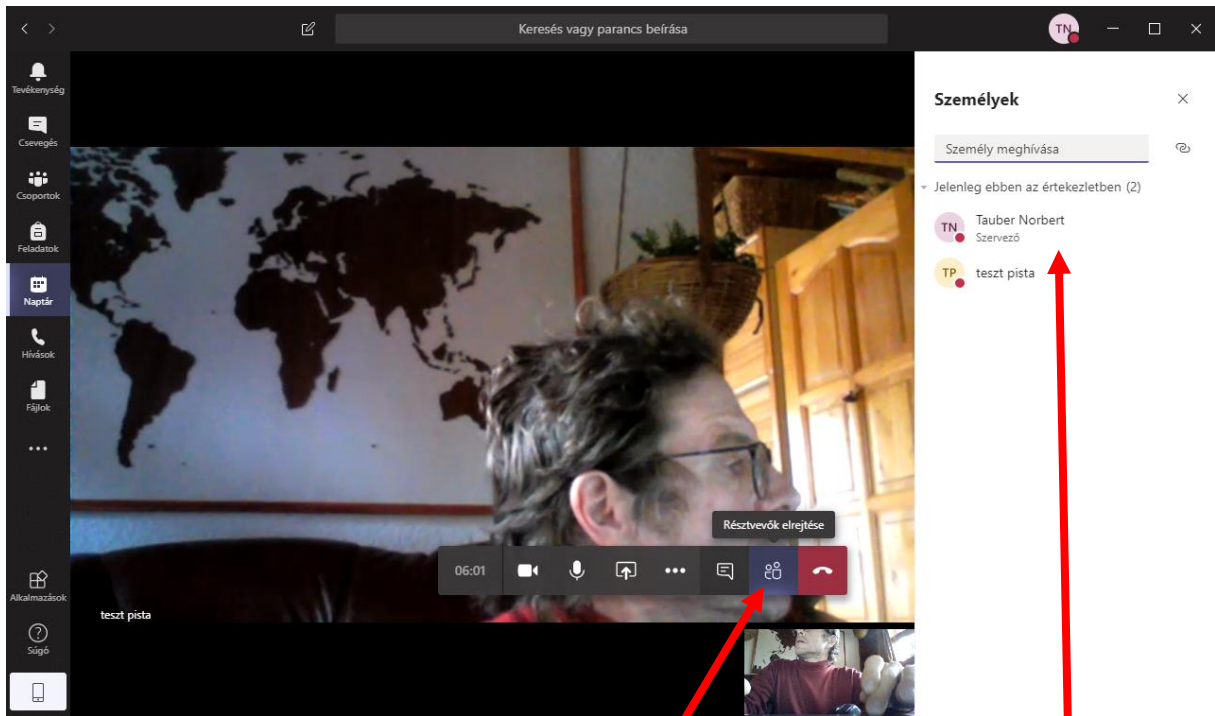 Keresés vagy parancs beírása
TN
Tevékenység
Csevegés
Csoportok
Feladatok
Naptár
Hívások
Fájlok
Alkalmazások
Súgó
Résztvevők elrejtése
06:01
teszt pista
Személyek
Személy meghívása
Jelenleg ebben az értekezletben (2)
TN
Tauber Norbert
Szervező
TP
teszt pista